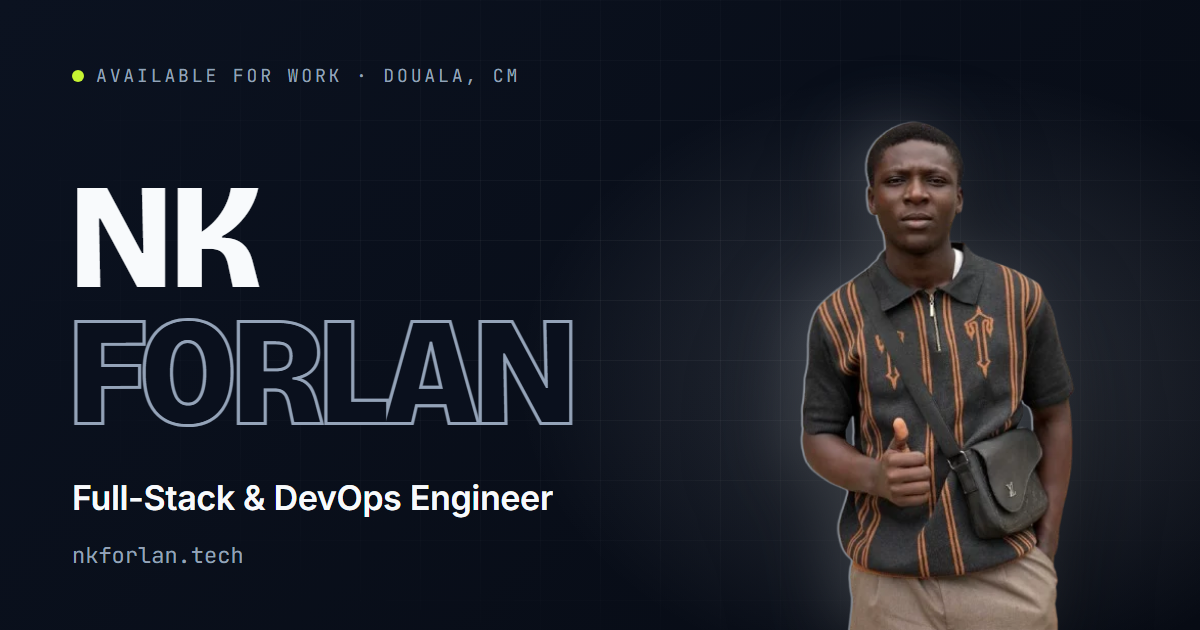 AVAILABLE FOR WORK · DOUALA, CM
NK
FORLAN
Full-Stack & DevOps Engineer
nkforlan.tech